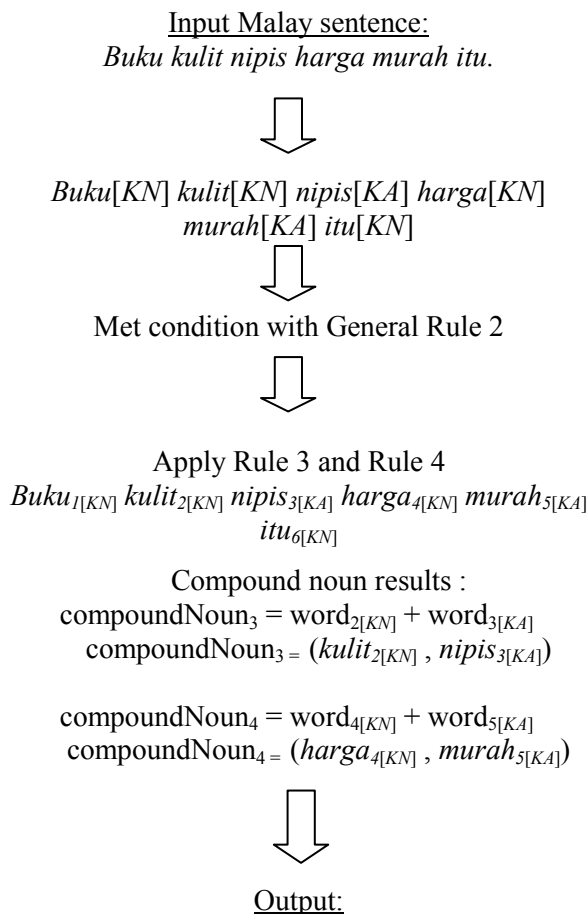 Input Malay sentence:
Buku kulit nipis harga murah itu.
Buku[KN] kulit[KN] nipis[KA] harga[KN]
murah[KA] itu[KN]
Met condition with General Rule 2
Apply Rule 3 and Rule 4
Buku1[KN] kulit2[KN] nipis3[KA] harga4[KN] murah5[KA]
itu6[KN]
Compound noun results :
compoundNoun3 = word2[KN] + word3[KA]
compoundNoun3 = (kulit2[KN] , nipis3[KA])
compoundNoun4 = word4[KN] + word5[KA]
compoundNoun4 = (harga4[KN] , murah5[KA])
Output: